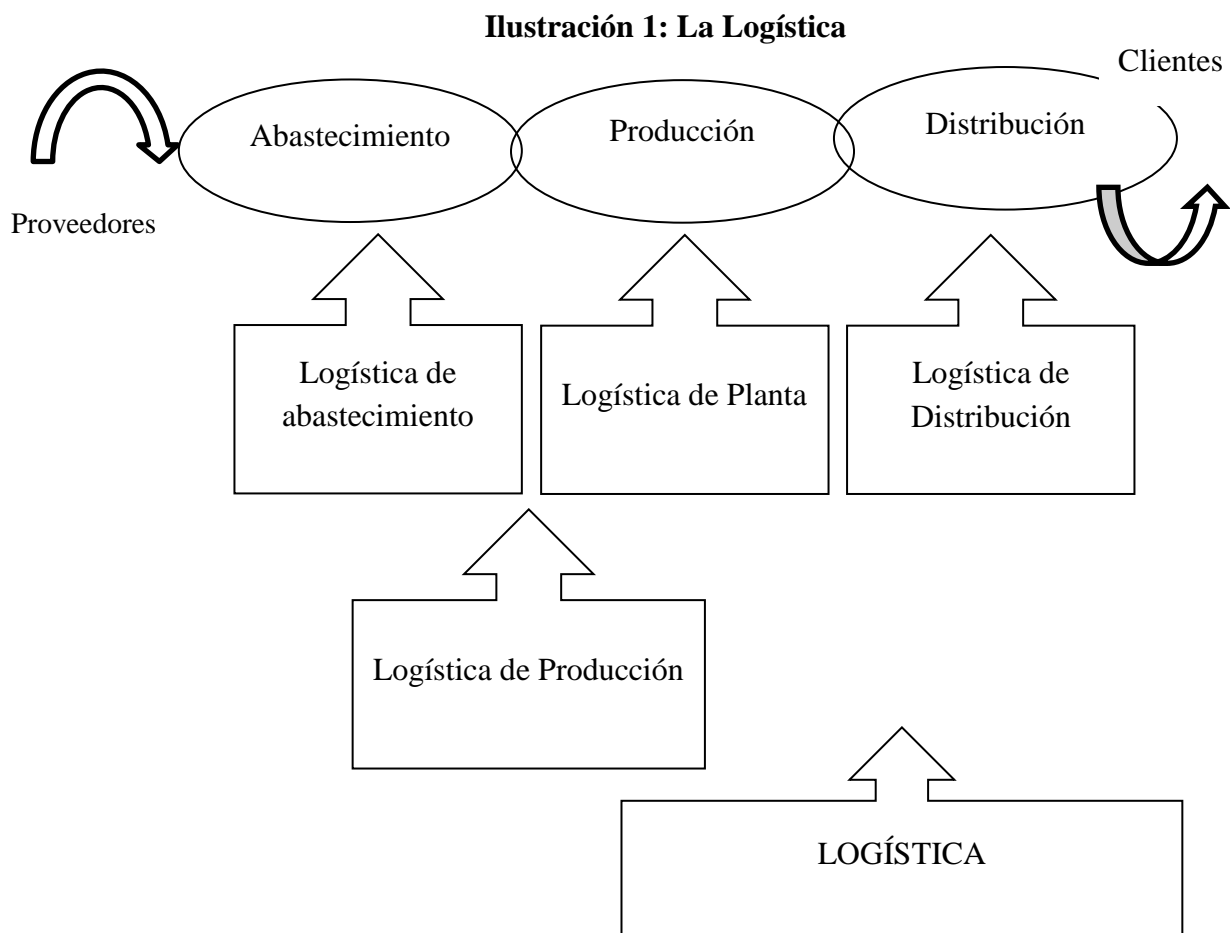 Ilustración 1: La Logística
Clientes
Abastecimiento
Producción
Distribución
Proveedores
Logística de
abastecimiento
Logística de Planta
Logística de
Distribución
Logística de Producción
LOGÍSTICA